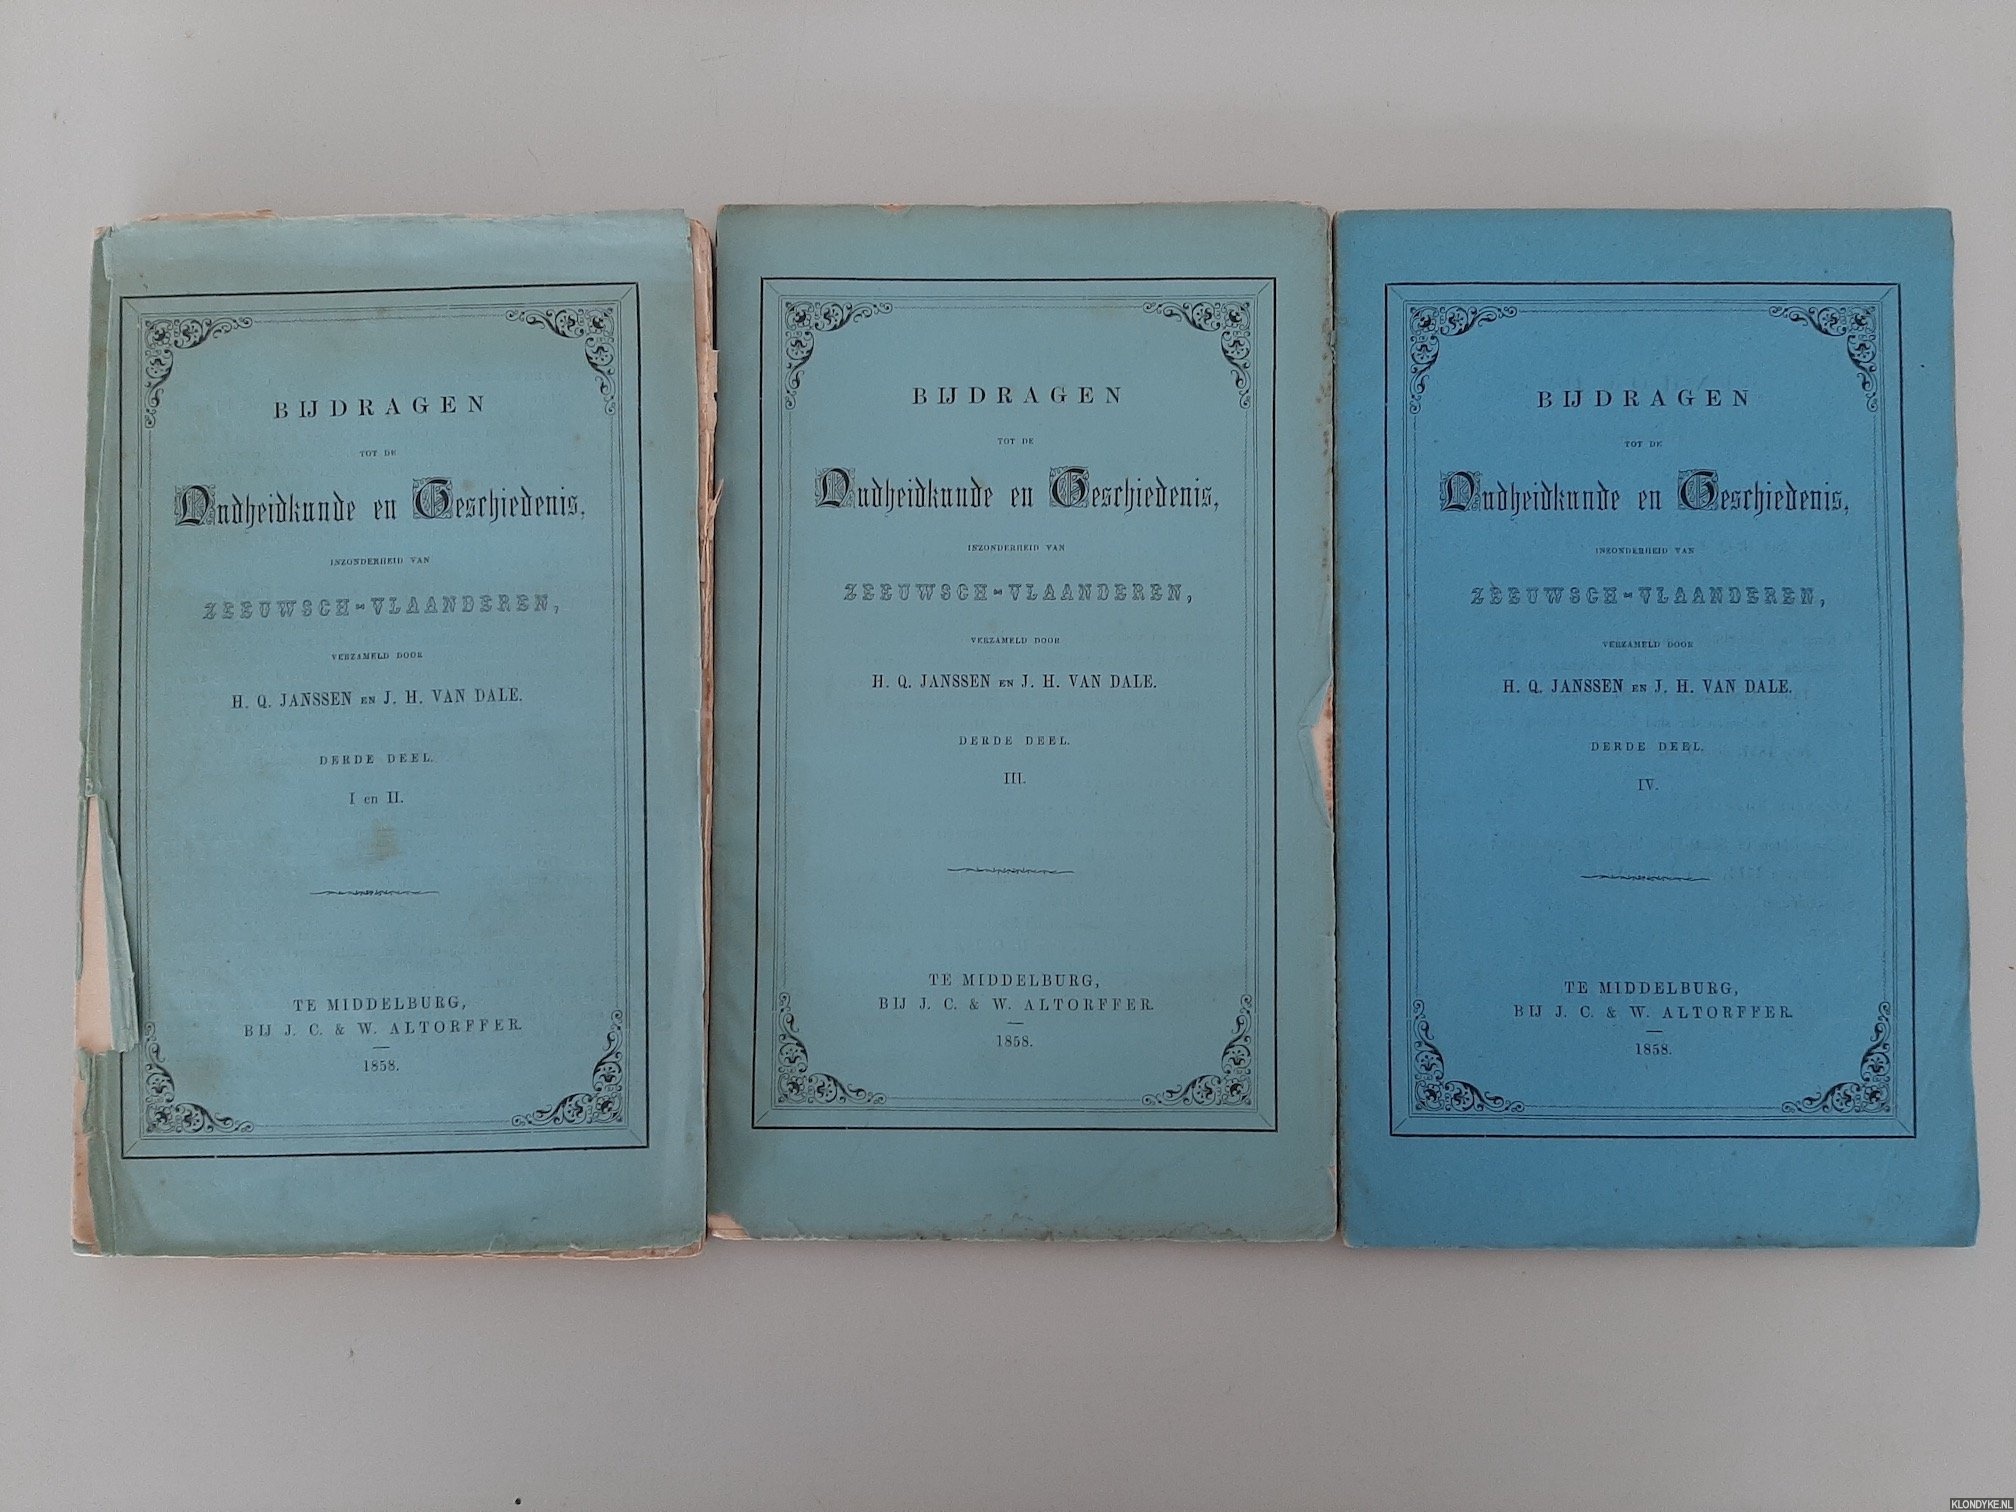 BIJDRAGEN
TOT DE
Oudheidkunde en Geschiedenis,
INZONDERHEID VAN
ZEEUWSCH-VLAANDEREN,
VERZAMELD DOOR
H. Q. JANSSEN EN J. H. VAN DALE.
DERDE DEEL.
I en II.
TE MIDDELBURG,
BIJ J. C. & W. ALTORFFER.
1858.
BIJDRAGEN
TOT DE
Oudheidkunde en Geschiedenis,
INZONDERHEID VAN
ZEEUWSCH-VLAANDEREN,
VERZAMELD DOOR
H. Q. JANSSEN EN J. H. VAN DALE.
DERDE DEEL.
III.
TE MIDDELBURG,
BIJ J. C. & W. ALTORFFER.
1858.
BIJDRAGEN
TOT DE
Oudheidkunde en Geschiedenis,
INZONDERHEID VAN
ZEEUWSCH-VLAANDEREN,
VERZAMELD DOOR
H. Q. JANSSEN EN J. H. VAN DALE.
DERDE DEEL.
IV.
TE MIDDELBURG,
BIJ J. C. & W. ALTORFFER.
1858.
KLONDYKE.NL